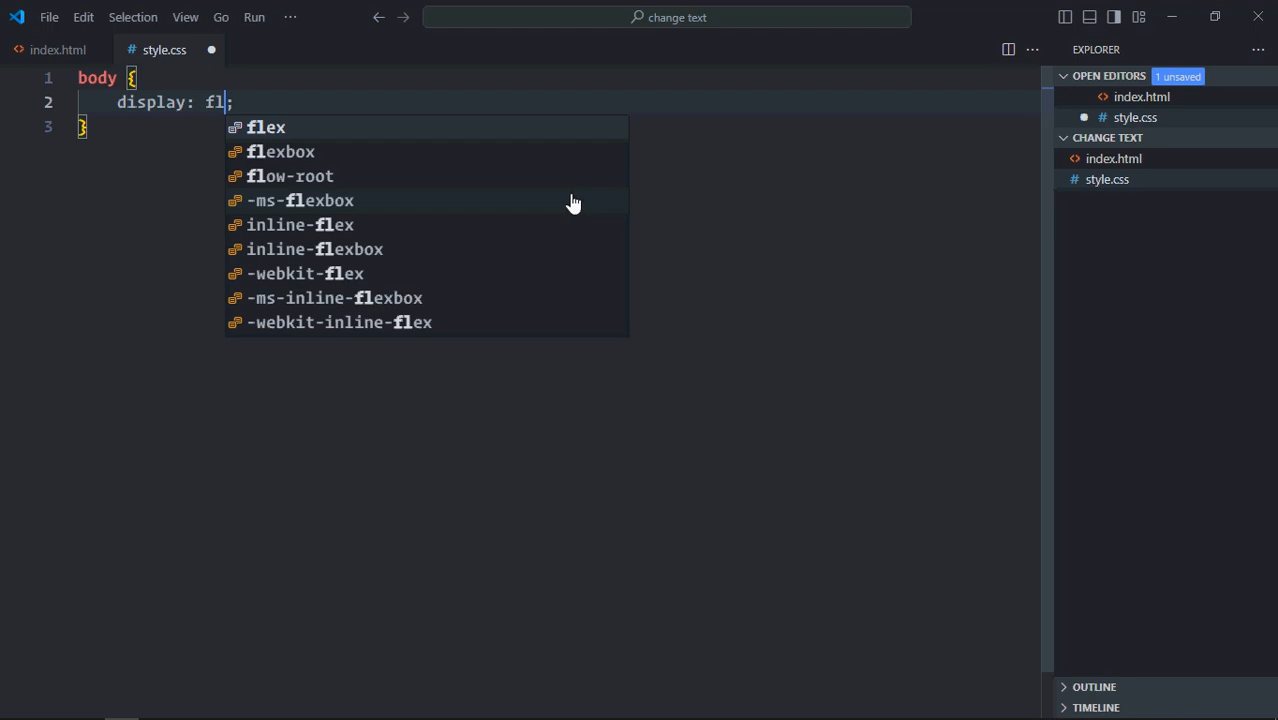 File Edit Selection View Go Run ···
change text
index.html
# style.css
EXPLORER
1 body {
2 display: fl;
3 }
flex
flexbox
flow-root
-ms-flexbox
inline-flex
inline-flexbox
-webkit-flex
-ms-inline-flexbox
-webkit-inline-flex
OPEN EDITORS 1 unsaved
index.html
# style.css
CHANGE TEXT
index.html
# style.css
OUTLINE
TIMELINE